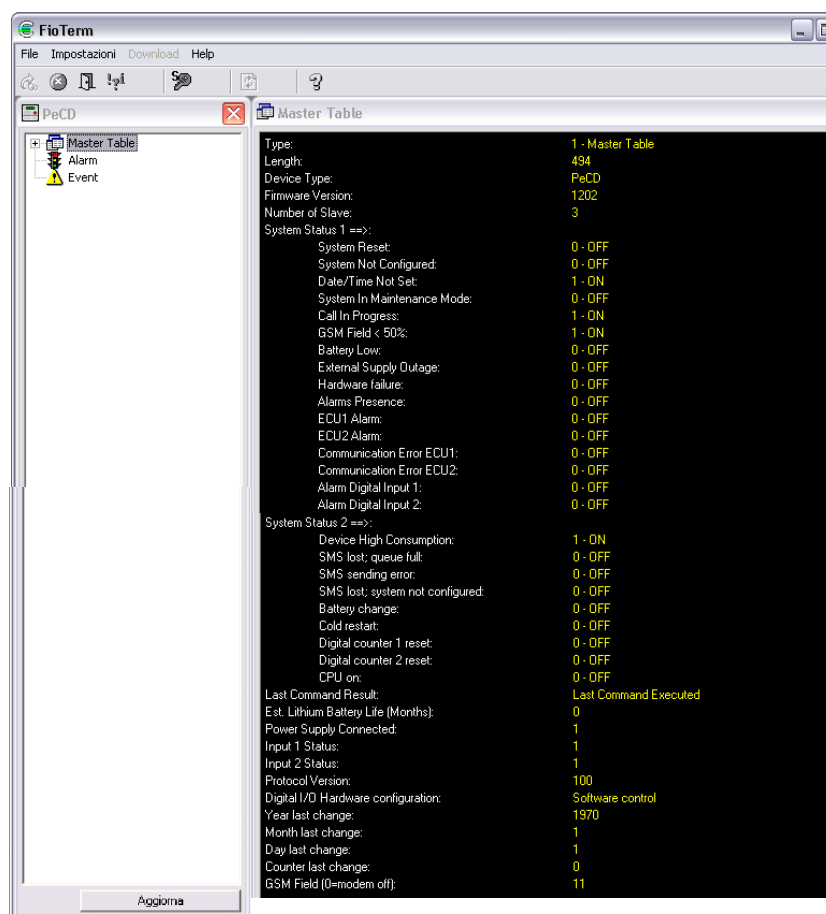 FioTerm
File Impostazioni Download Help
PeCD
Master Table
Alarm
Event
Aggiorna
Master Table
Type: 1 - Master Table
Length: 494
Device Type: PeCD
Firmware Version: 1202
Number of Slave: 3
System Status 1 ==>:
System Reset: 0 - OFF
System Not Configured: 0 - OFF
Date/Time Not Set: 1 - ON
System In Maintenance Mode: 0 - OFF
Call In Progress: 1 - ON
GSM Field < 50%: 1 - ON
Battery Low: 0 - OFF
External Supply Outage: 0 - OFF
Hardware failure: 0 - OFF
Alarms Presence: 0 - OFF
ECU1 Alarm: 0 - OFF
ECU2 Alarm: 0 - OFF
Communication Error ECU1: 0 - OFF
Communication Error ECU2: 0 - OFF
Alarm Digital Input 1: 0 - OFF
Alarm Digital Input 2: 0 - OFF
System Status 2 ==>:
Device High Consumption: 1 - ON
SMS lost; queue full: 0 - OFF
SMS sending error: 0 - OFF
SMS lost; system not configured: 0 - OFF
Battery change: 0 - OFF
Cold restart: 0 - OFF
Digital counter 1 reset: 0 - OFF
Digital counter 2 reset: 0 - OFF
CPU on: 0 - OFF
Last Command Result: Last Command Executed
Est. Lithium Battery Life (Months): 0
Power Supply Connected: 1
Input 1 Status: 1
Input 2 Status: 1
Protocol Version: 100
Digital I/O Hardware configuration: Software control
Year last change: 1970
Month last change: 1
Day last change: 1
Counter last change: 0
GSM Field (0=modem off): 11